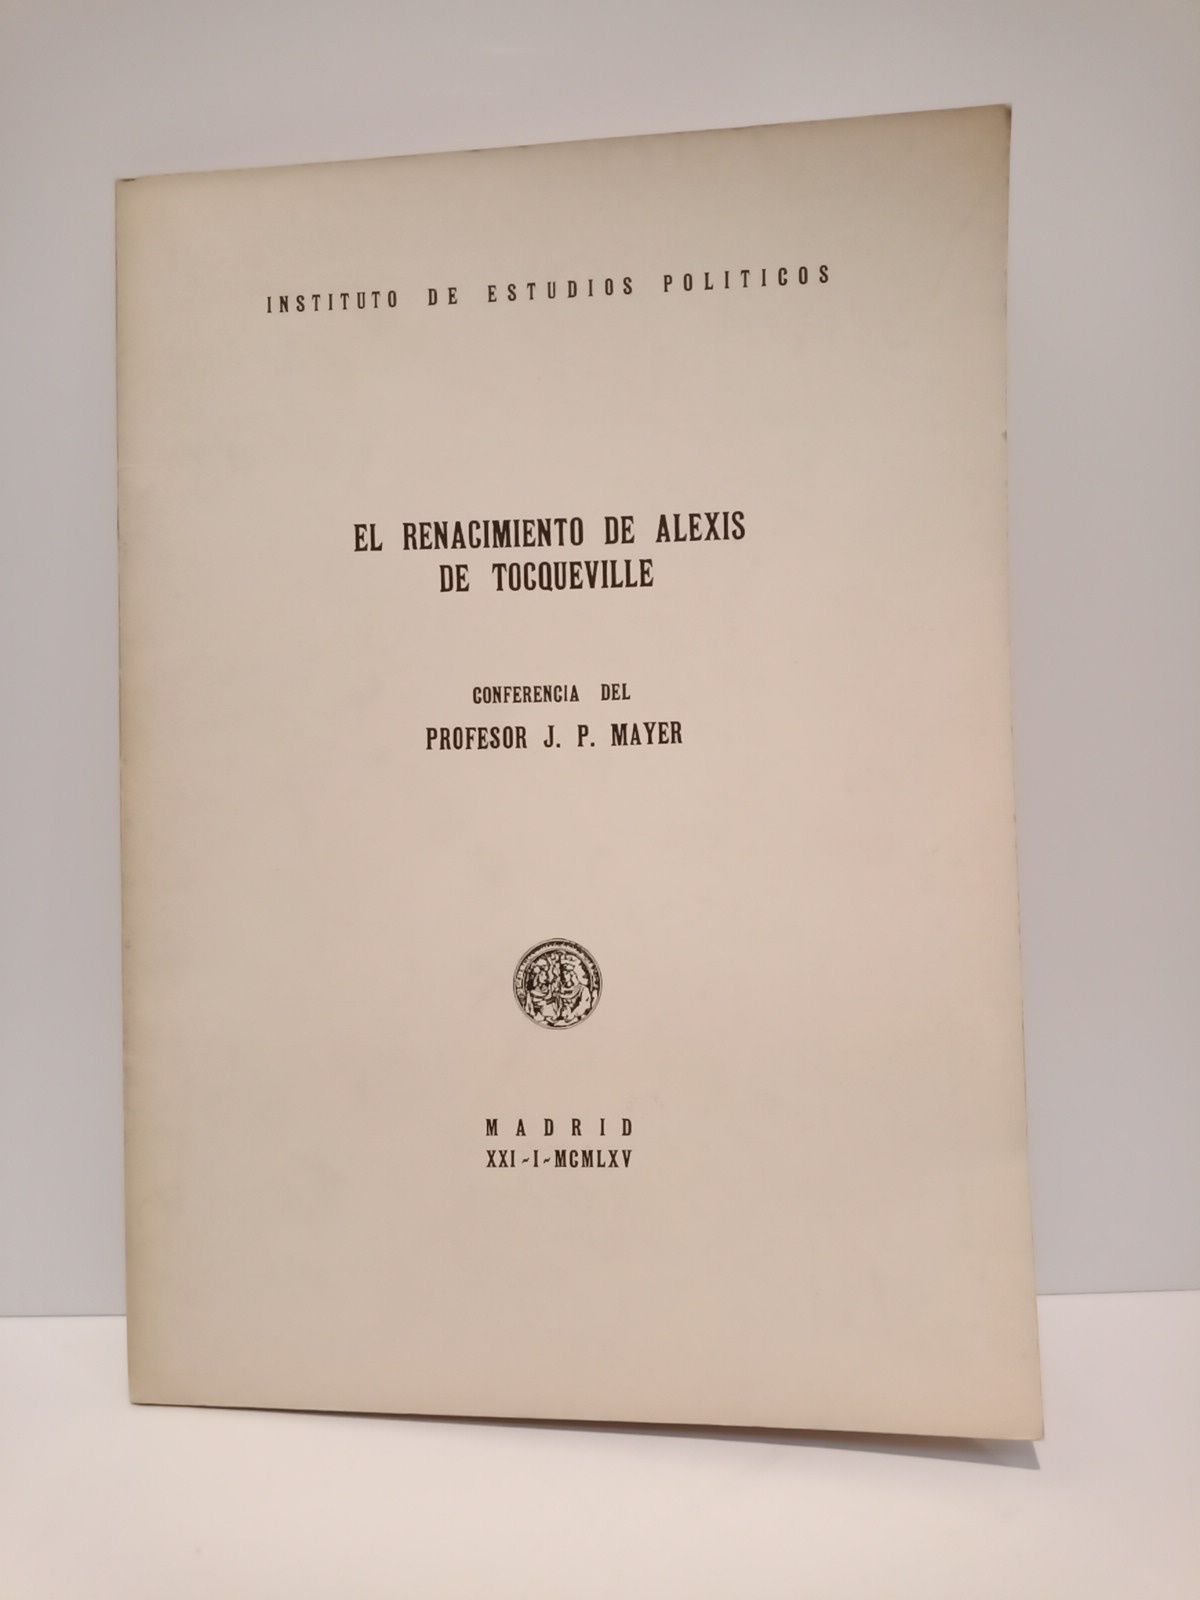 INSTITUTO DE ESTUDIOS POLITICOS
EL RENACIMIENTO DE ALEXIS
DE TOCQUEVILLE
CONFERENCIA DEL
PROFESOR J. P. MAYER
MADRID
XXI-I-MCMLXV